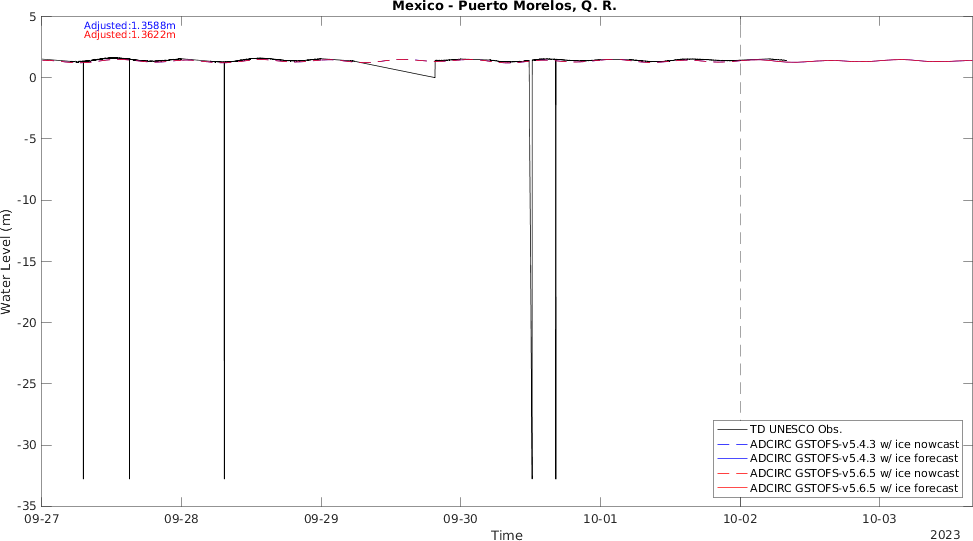 Mexico - Puerto Morelos, Q. R.
Adjusted:1.3588m
Adjusted:1.3622m
5
0
-5
-10
-15
-20
-25
-30
-35
Water Level (m)
TD UNESCO Obs.
ADCIRC GSTOFS-v5.4.3 w/ ice nowcast
ADCIRC GSTOFS-v5.4.3 w/ ice forecast
ADCIRC GSTOFS-v5.6.5 w/ ice nowcast
ADCIRC GSTOFS-v5.6.5 w/ ice forecast
09-27 09-28 09-29 09-30 10-01 10-02 10-03
Time
2023